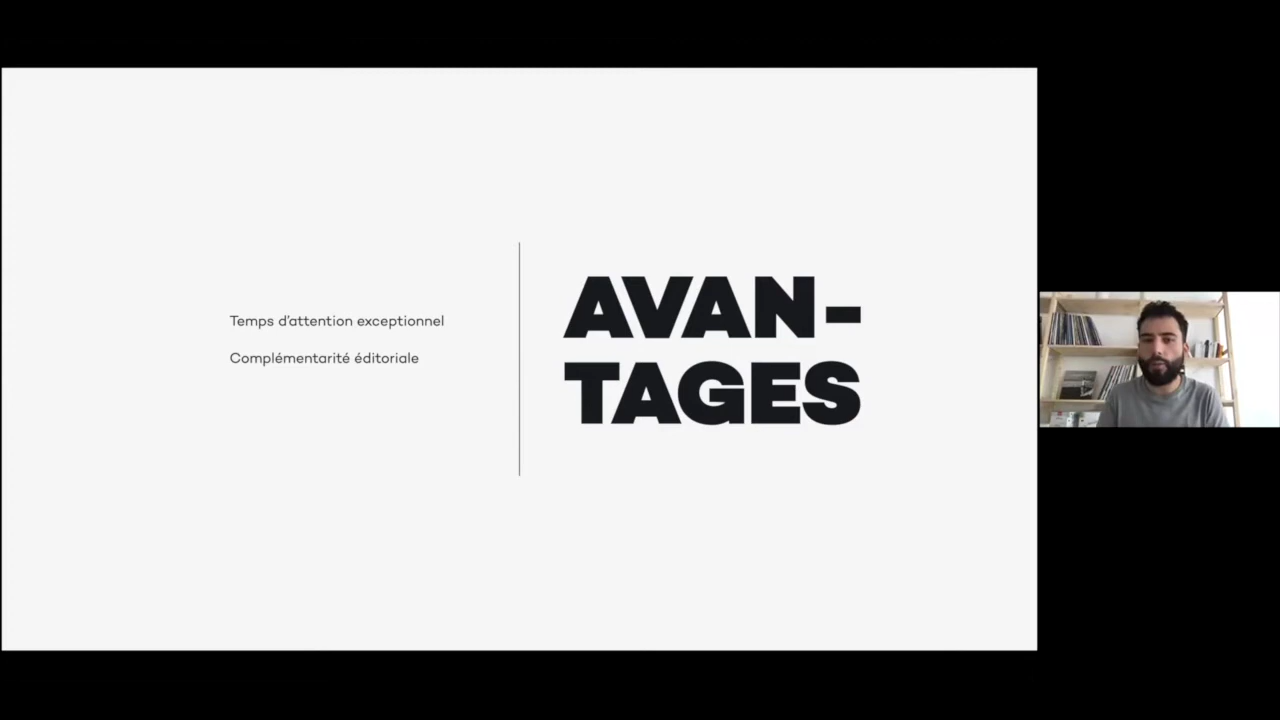 Temps d'attention exceptionnel
Complémentarité éditoriale
AVAN-
TAGES